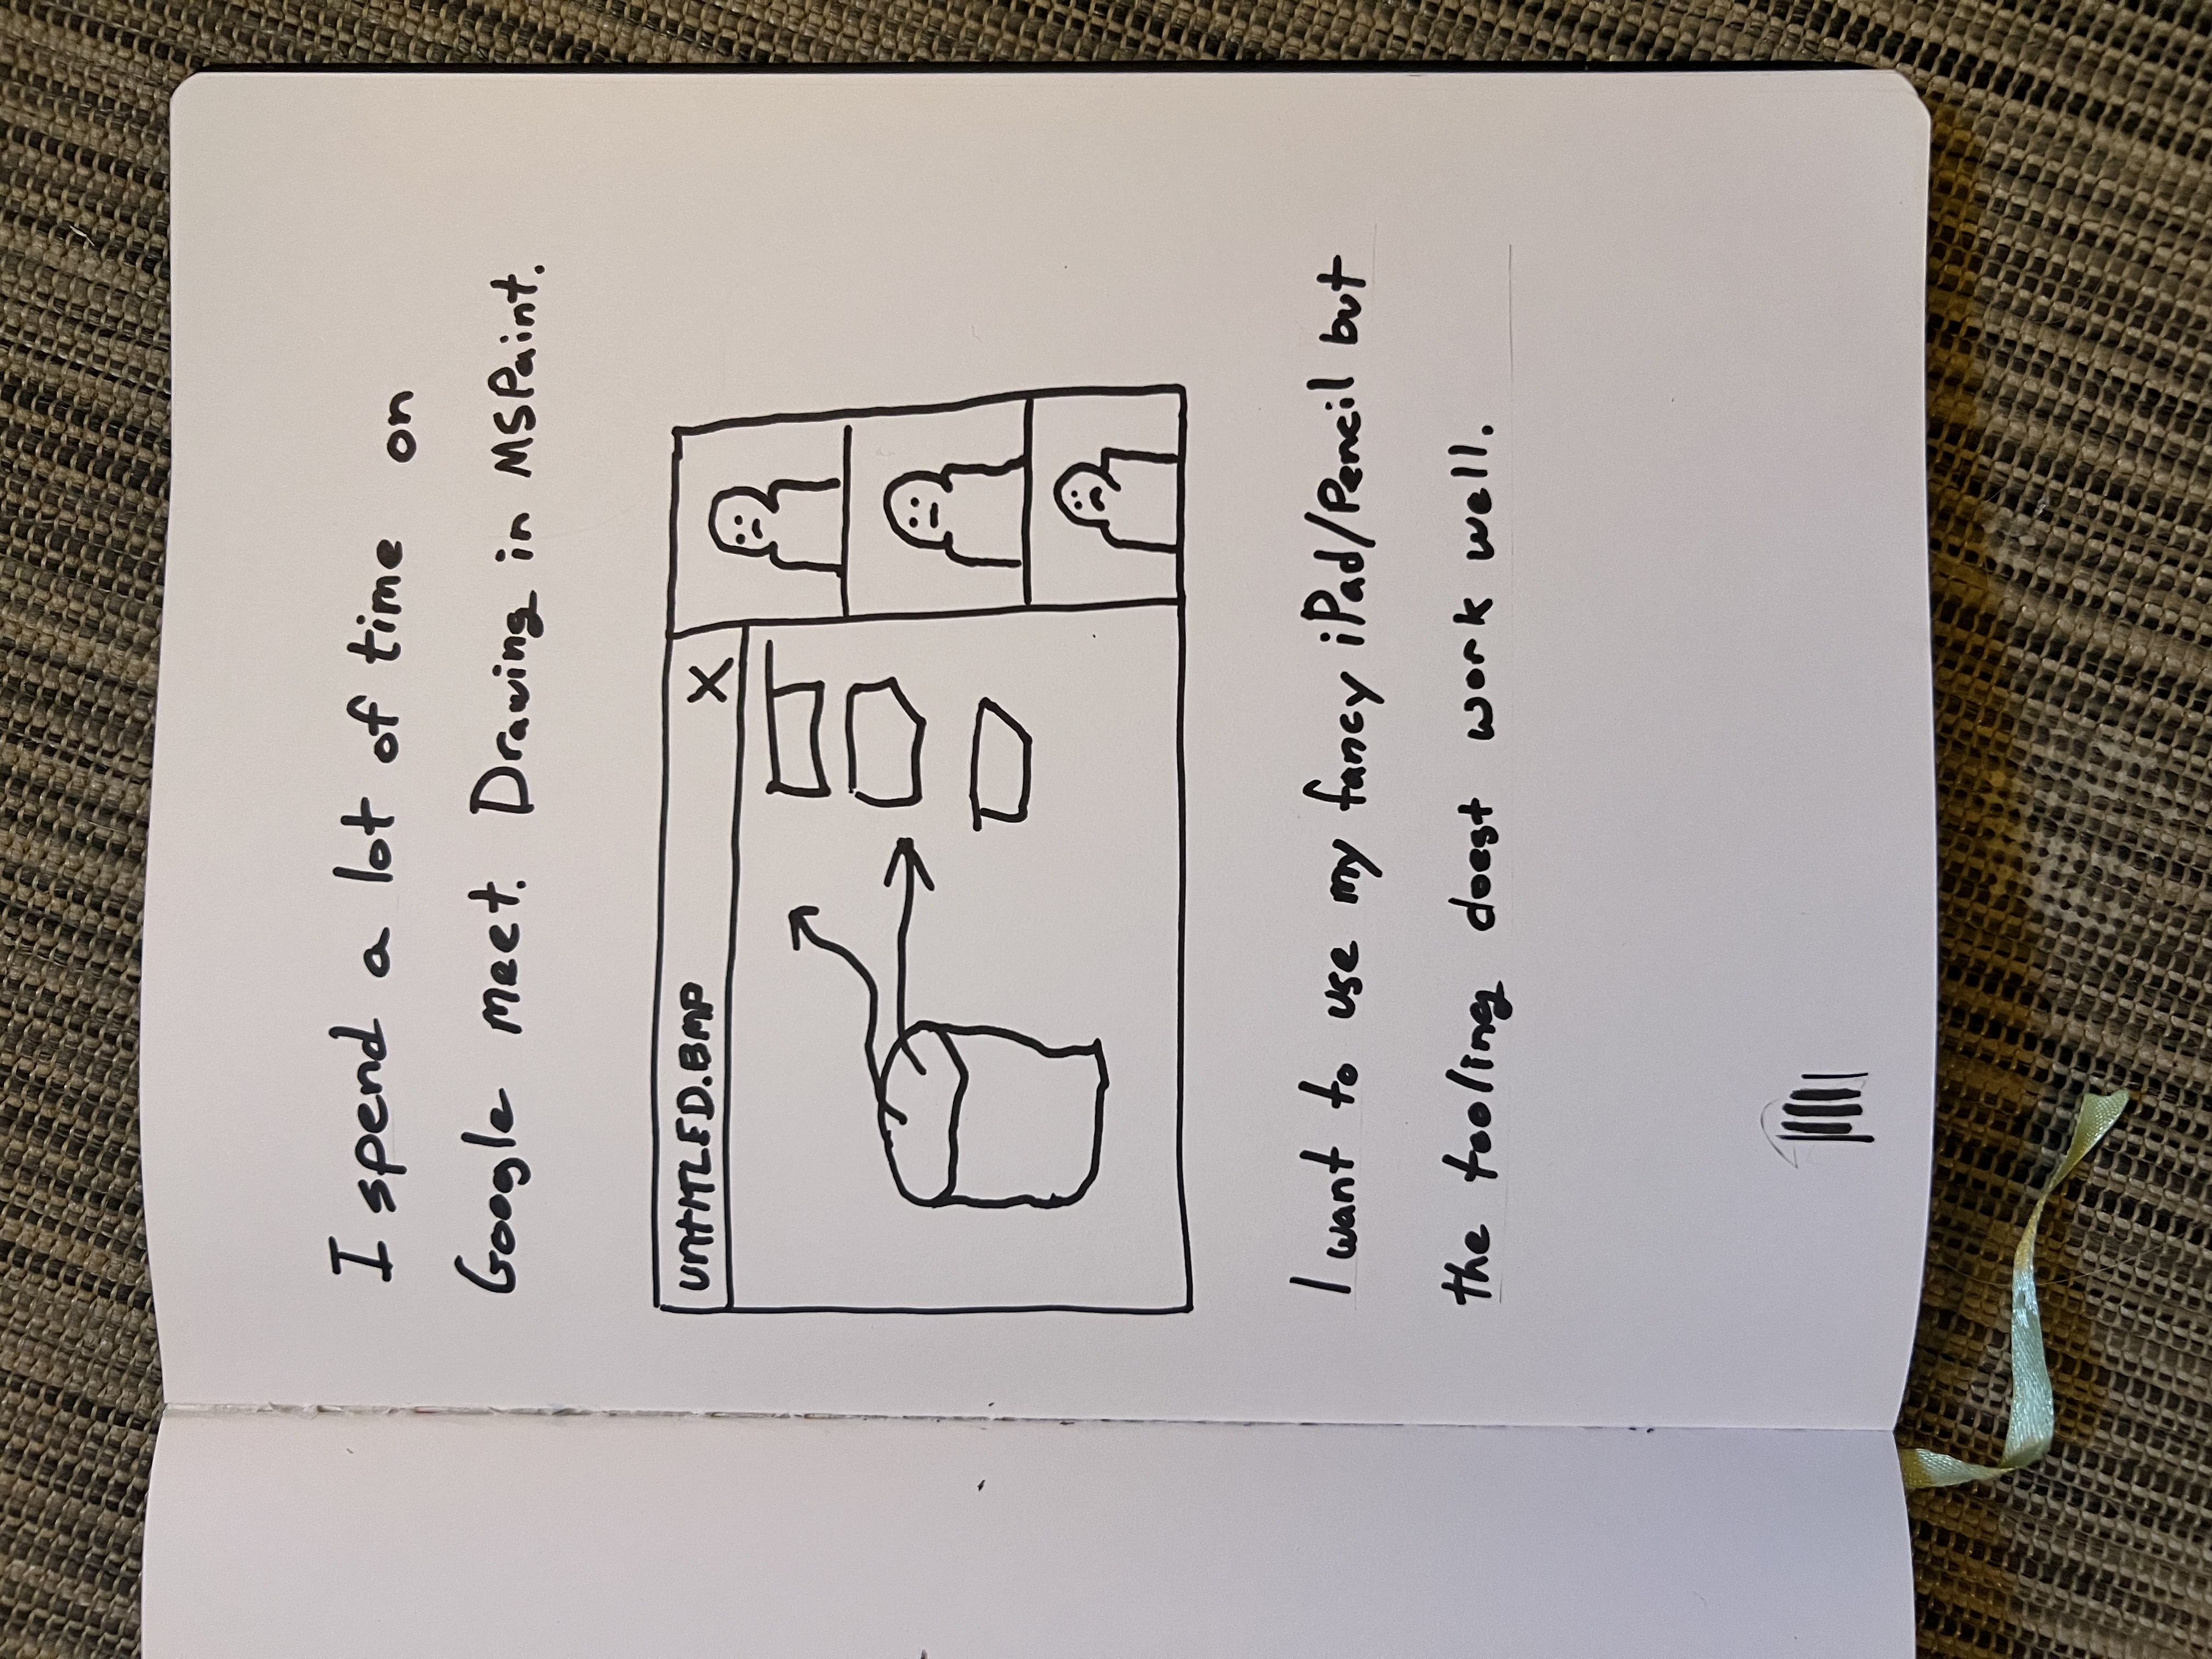 I spend a lot of time on
Google meet. Drawing in MSPaint.
UNTITLED.BMP X
I want to use my fancy iPad/Pencil but
the tooling doest work well.